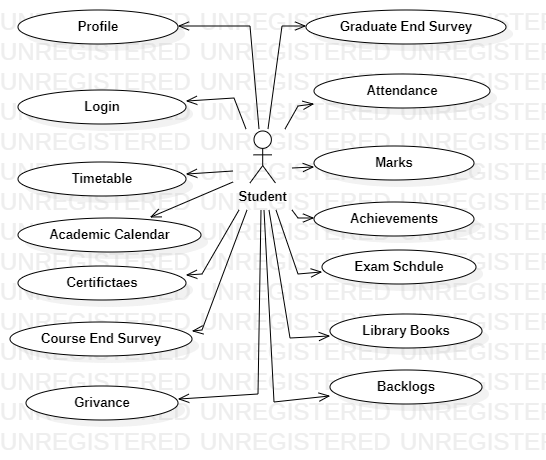 Profile
Graduate End Survey
Attendance
Login
Marks
Timetable
Student
Achievements
Academic Calendar
Exam Schdule
Certifictaes
Library Books
Course End Survey
Backlogs
Grivance
UNREGISTERED